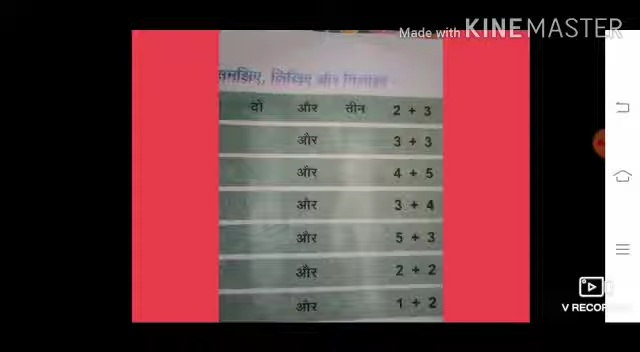 Made with KINEMASTER
समझिए, लिखिए और मिलाइए
दो और तीन 2 + 3
और 3 + 3
और 4 + 5
और 3 + 4
और 5 + 3
और 2 + 2
और 1 + 2